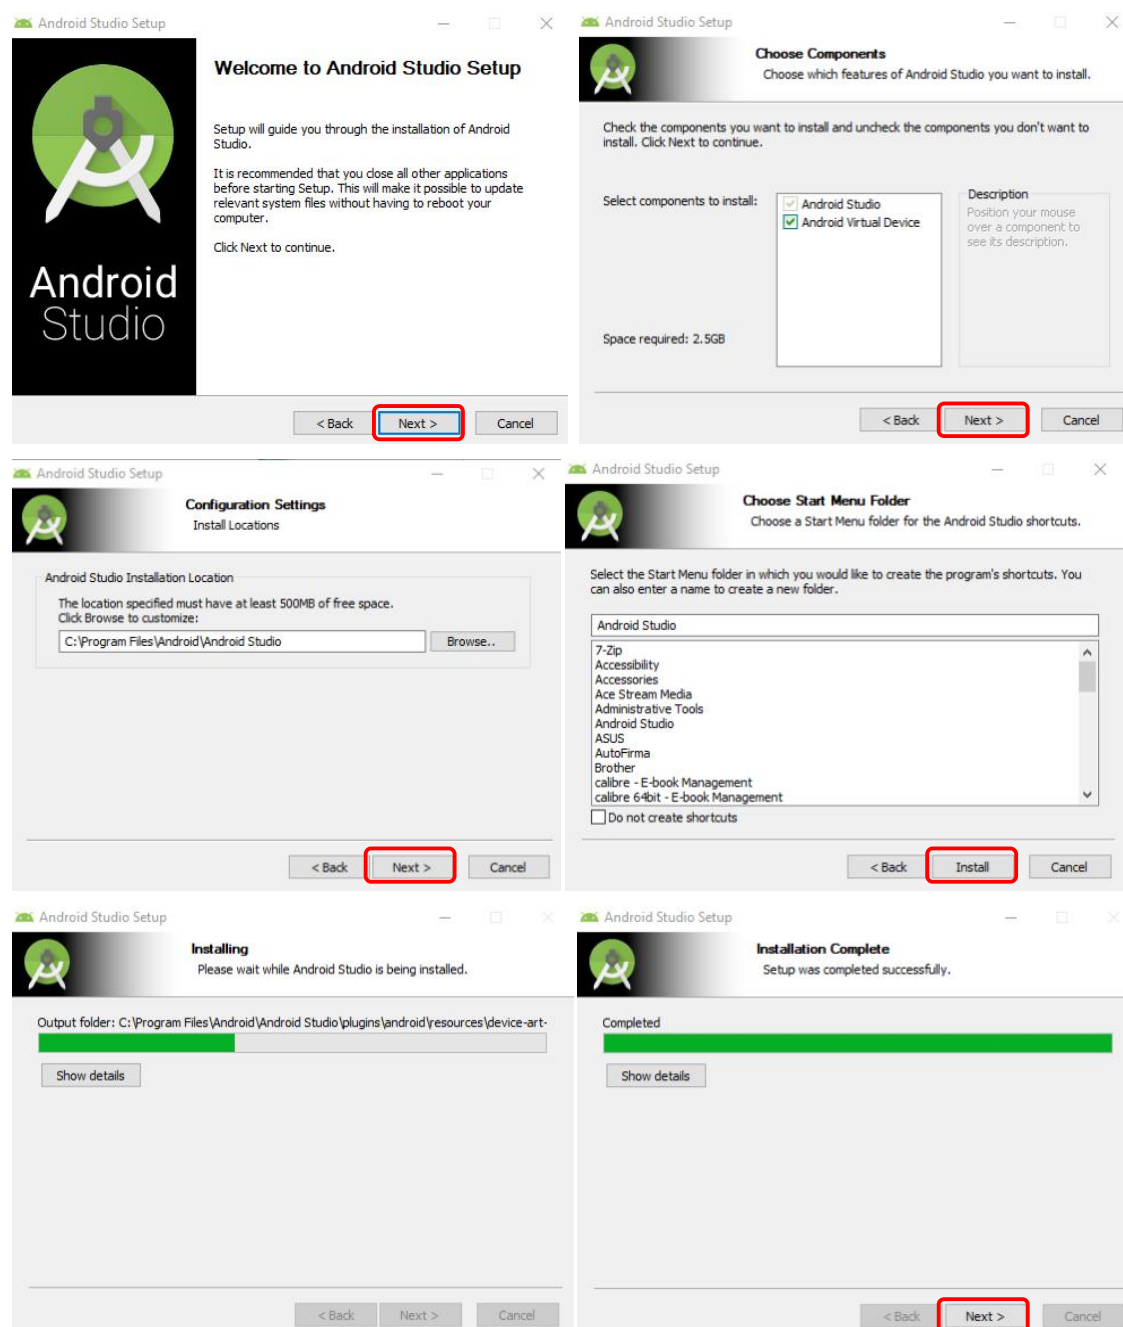 Android Studio Setup
Welcome to Android Studio Setup
Setup will guide you through the installation of Android
Studio.
It is recommended that you close all other applications
before starting Setup. This will make it possible to update
relevant system files without having to reboot your
computer.
Click Next to continue.
Android
Studio
< Back
Next >
Cancel
Android Studio Setup
Choose Components
Choose which features of Android Studio you want to install.
Check the components you want to install and uncheck the components you don't want to
install. Click Next to continue.
Select components to install:
Android Studio
Android Virtual Device
Description
Position your mouse
over a component to
see its description.
Space required: 2.5GB
< Back
Next >
Cancel
Android Studio Setup
Configuration Settings
Install Locations
Android Studio Installation Location
The location specified must have at least 500MB of free space.
Click Browse to customize:
C:\Program Files\Android\Android Studio
Browse..
< Back
Next >
Cancel
Android Studio Setup
Choose Start Menu Folder
Choose a Start Menu folder for the Android Studio shortcuts.
Select the Start Menu folder in which you would like to create the program's shortcuts. You
can also enter a name to create a new folder.
Android Studio
7-Zip
Accessibility
Accessories
Ace Stream Media
Administrative Tools
Android Studio
ASUS
AutoFirma
Brother
calibre - E-book Management
calibre 64bit - E-book Management
Do not create shortcuts
< Back
Install
Cancel
Android Studio Setup
Installing
Please wait while Android Studio is being installed.
Output folder: C:\Program Files\Android\Android Studio\plugins\android\resources\device-art-
Show details
< Back
Next >
Cancel
Android Studio Setup
Installation Complete
Setup was completed successfully.
Completed
Show details
< Back
Next >
Cancel